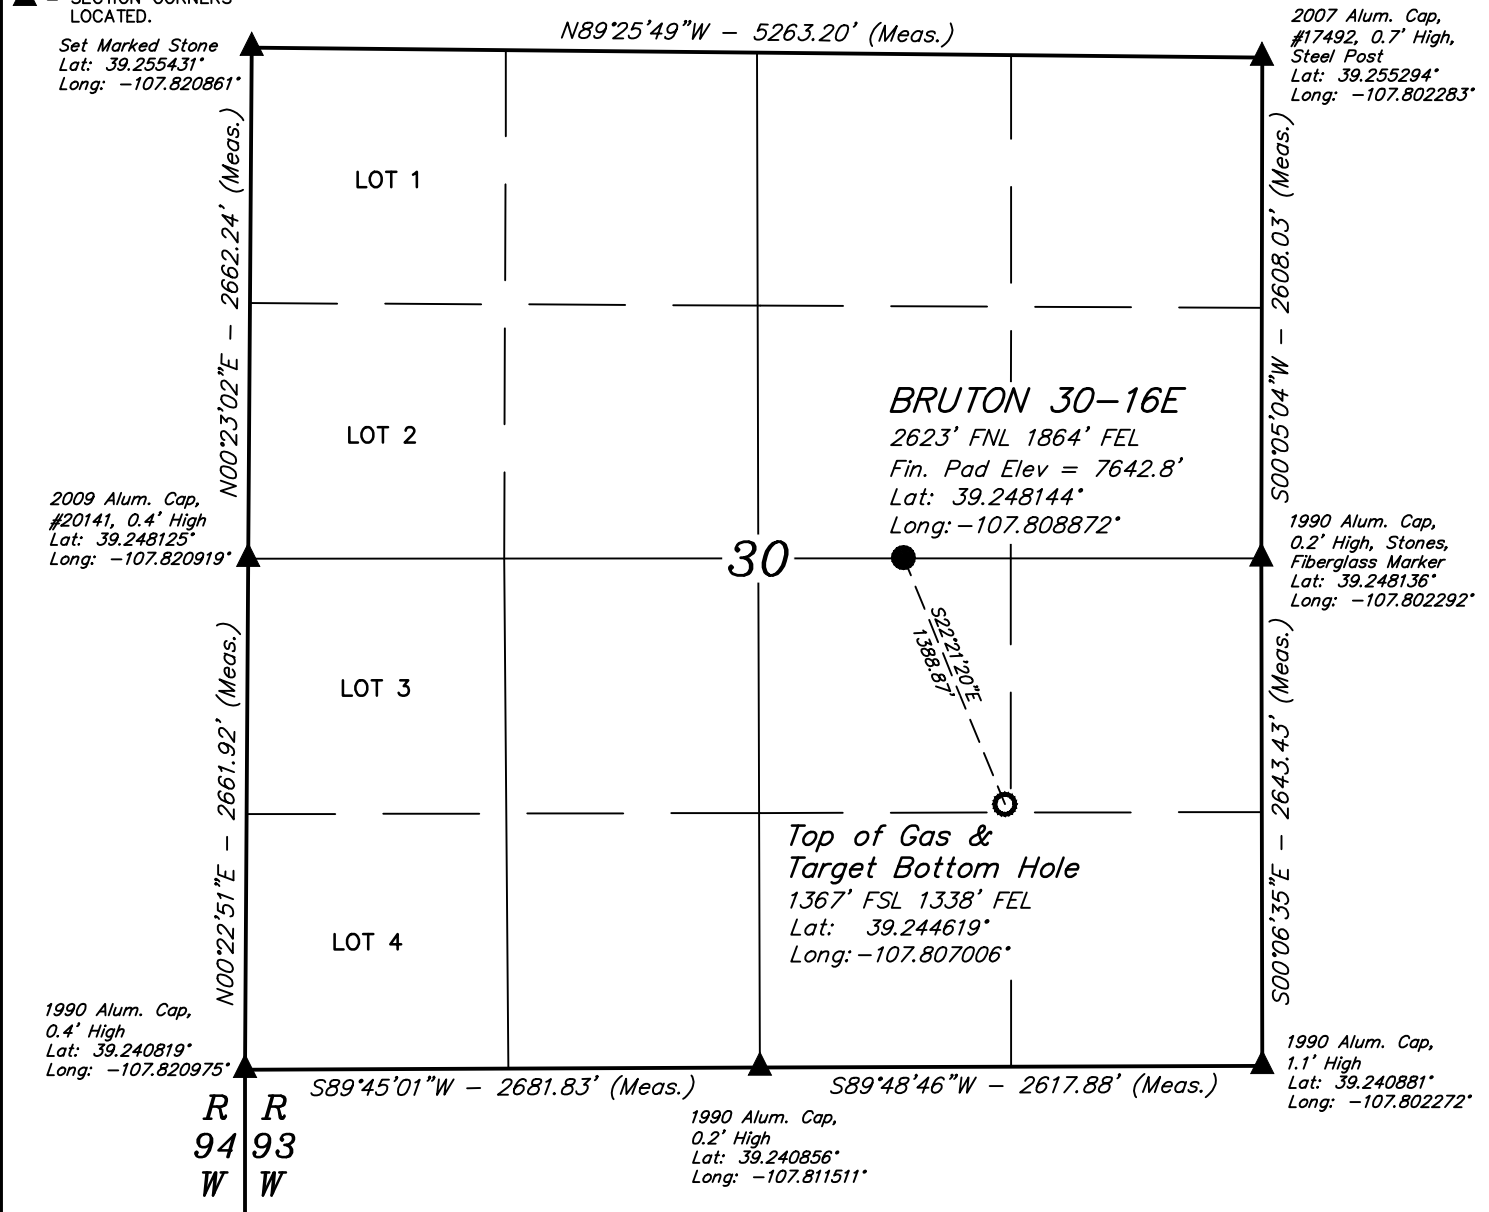 – SECTION CORNERS
LOCATED.
Set Marked Stone
Lat: 39.255431°
Long: –107.820861°
N89°25'49"W – 5263.20' (Meas.)
2007 Alum. Cap,
#17492, 0.7' High,
Steel Post
Lat: 39.255294°
Long: –107.802283°
N00°23'02"E – 2662.24' (Meas.)
LOT 1
S00°05'04"W – 2608.03' (Meas.)
LOT 2
BRUTON 30–16E
2623' FNL 1864' FEL
Fin. Pad Elev = 7642.8'
Lat: 39.248144°
Long: –107.808872°
2009 Alum. Cap,
#20141, 0.4' High
Lat: 39.248125°
Long: –107.820919°
30
1990 Alum. Cap,
0.2' High, Stones,
Fiberglass Marker
Lat: 39.248136°
Long: –107.802292°
S22°21'20"E
1388.87'
N00°22'51"E – 2661.92' (Meas.)
LOT 3
S00°06'35"E – 2643.43' (Meas.)
Top of Gas &
Target Bottom Hole
1367' FSL 1338' FEL
Lat: 39.244619°
Long: –107.807006°
LOT 4
1990 Alum. Cap,
0.4' High
Lat: 39.240819°
Long: –107.820975°
1990 Alum. Cap,
1.1' High
Lat: 39.240881°
Long: –107.802272°
S89°45'01"W – 2681.83' (Meas.)
S89°48'46"W – 2617.88' (Meas.)
1990 Alum. Cap,
0.2' High
Lat: 39.240856°
Long: –107.811511°
R R
94 93
W W